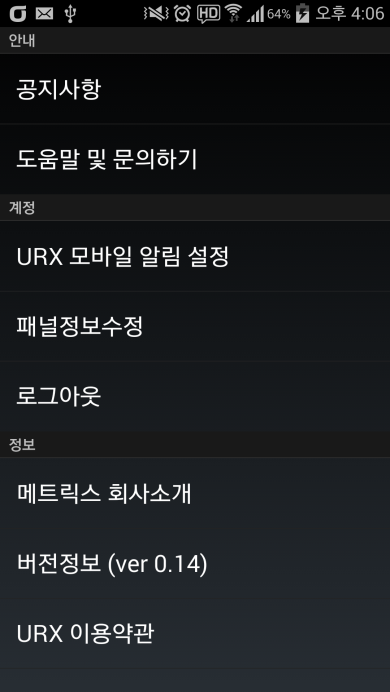 HD 64% 오후 4:06
안내
공지사항
도움말 및 문의하기
계정
URX 모바일 알림 설정
패널정보수정
로그아웃
정보
메트릭스 회사소개
버전정보 (ver 0.14)
URX 이용약관